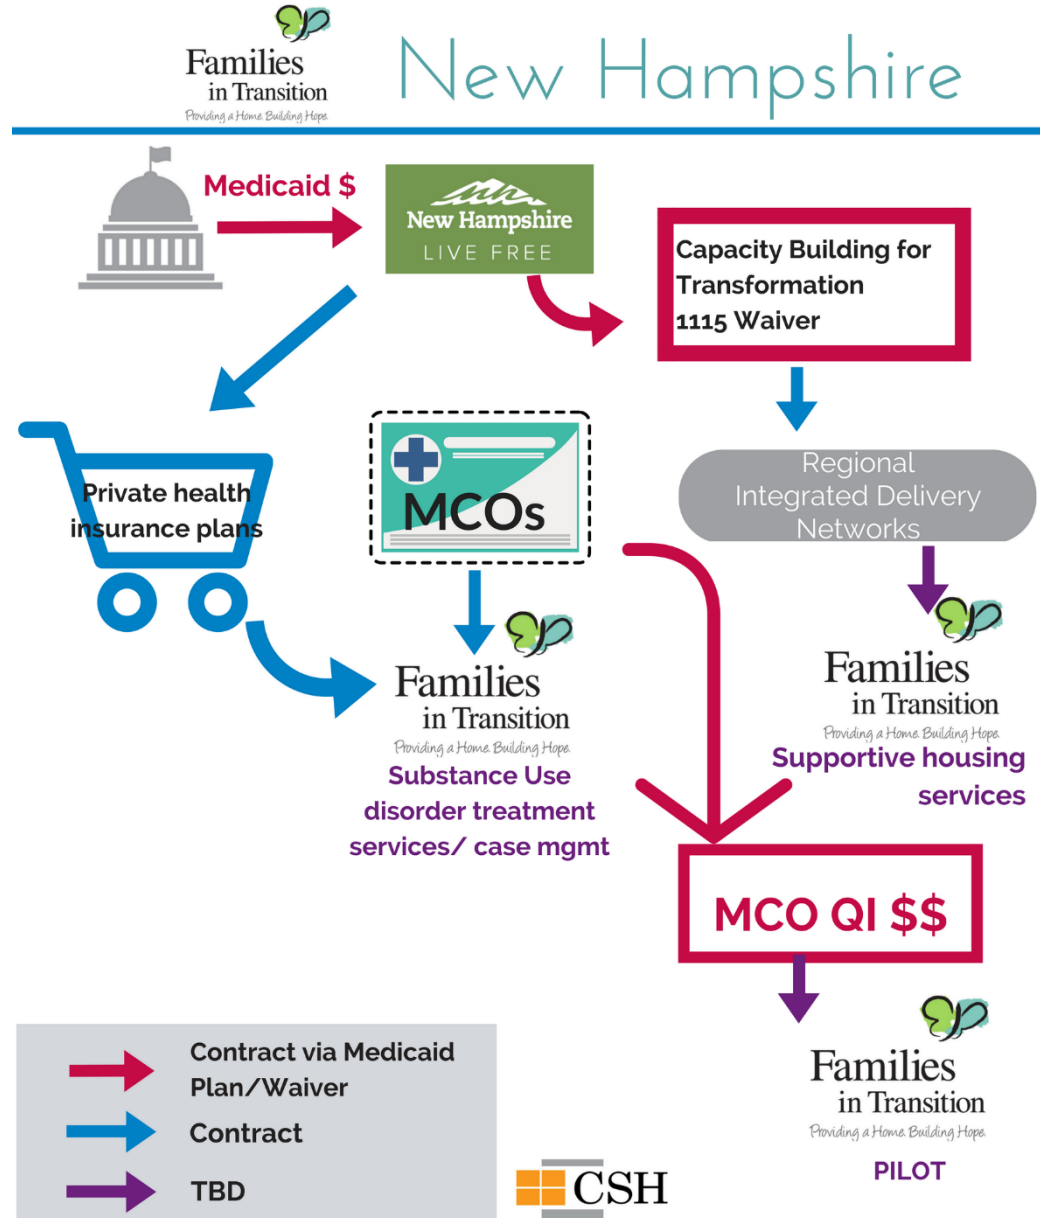 Families
in Transition
Providing a Home. Building Hope.
New Hampshire
Medicaid $
New Hampshire
LIVE FREE
Capacity Building for
Transformation
1115 Waiver
Private health
insurance plans
MCOs
Regional
Integrated Delivery
Networks
Families
in Transition
Providing a Home. Building Hope.
Substance Use
disorder treatment
services/ case mgmt
Families
in Transition
Providing a Home. Building Hope.
Supportive housing
services
MCO QI $$
Families
in Transition
Providing a Home. Building Hope.
PILOT
Contract via Medicaid
Plan/Waiver
Contract
TBD
CSH